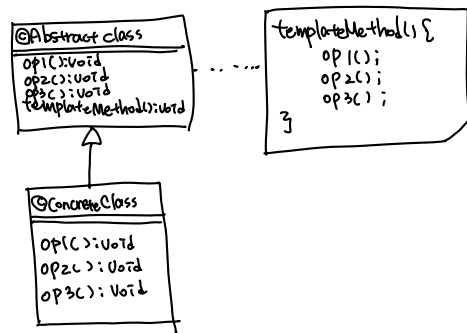 ©Abstract class
op1():void
op2():void
op3():void
templateMethod():void
templateMethod() {
op1();
op2();
op3();
}
©ConcreteClass
op1():void
op2():void
op3():void